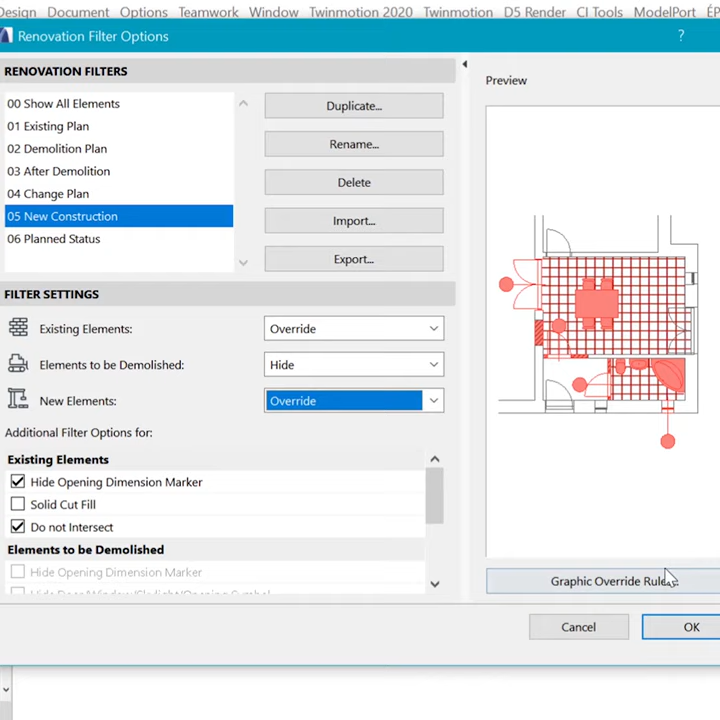 Design Document Options Teamwork Window Twinmotion 2020 Twinmotion D5 Render CI Tools ModelPort
Renovation Filter Options ?
RENOVATION FILTERS
Preview
00 Show All Elements
01 Existing Plan
02 Demolition Plan
03 After Demolition
04 Change Plan
05 New Construction
06 Planned Status
Duplicate...
Rename...
Delete
Import...
Export...
FILTER SETTINGS
Existing Elements: Override
Elements to be Demolished: Hide
New Elements: Override
Additional Filter Options for:
Existing Elements
Hide Opening Dimension Marker
Solid Cut Fill
Do not Intersect
Elements to be Demolished
Hide Opening Dimension Marker
Graphic Override Rules...
Cancel
OK